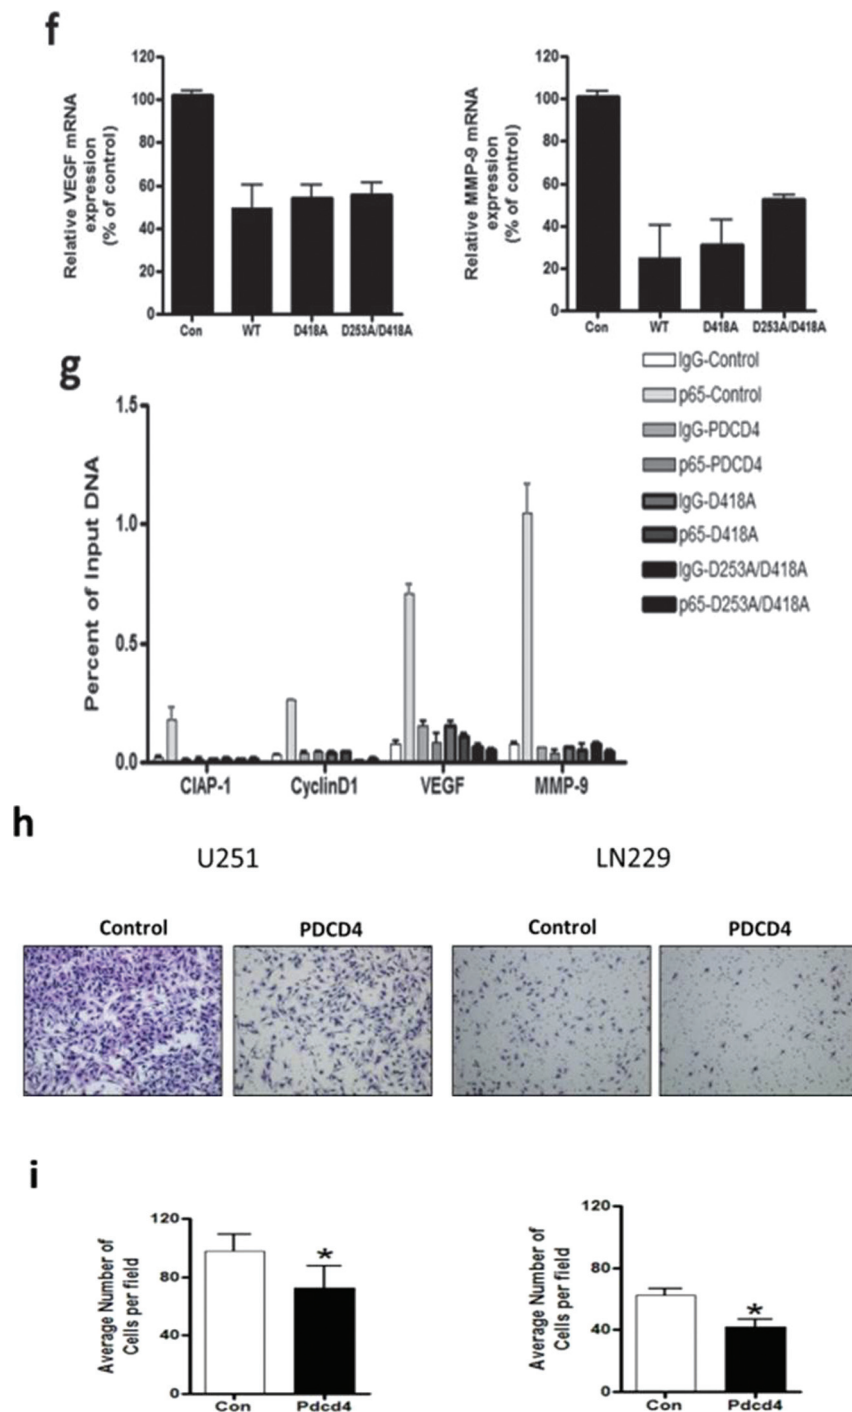 f
Relative VEGF mRNA
expression
(% of control)
120
100
80
60
40
20
0
Con WT D418A D253A/D418A
Relative MMP-9 mRNA
expression
(% of control)
120
100
80
60
40
20
0
Con WT D418A D253A/D418A
g
Percent of Input DNA
1.5
1.0
0.5
0.0
CIAP-1 CyclinD1 VEGF MMP-9
IgG-Control
p65-Control
IgG-PDCD4
p65-PDCD4
IgG-D418A
p65-D418A
IgG-D253A/D418A
p65-D253A/D418A
h
U251 LN229
Control PDCD4 Control PDCD4
i
Average Number of
Cells per field
120
80
40
0
*
Con Pdcd4
Average Number of
Cells per field
120
80
40
0
*
Con Pdcd4